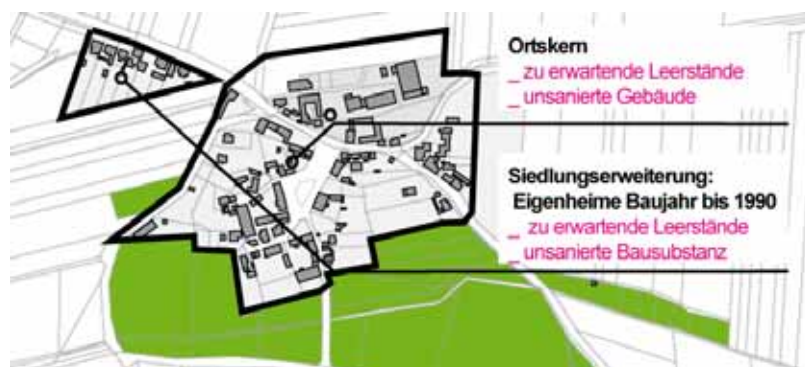 Ortskern
_ zu erwartende Leerstände
_ unsanierte Gebäude
Siedlungserweiterung:
Eigenheime Baujahr bis 1990
_ zu erwartende Leerstände
_ unsanierte Bausubstanz